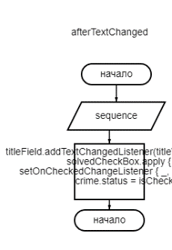 afterTextChanged
начало
sequence
titleField.addTextChangedListener(title
solvedCheckBox.apply {
setOnCheckedChangeListener { _,
crime.status = isCheck
начало